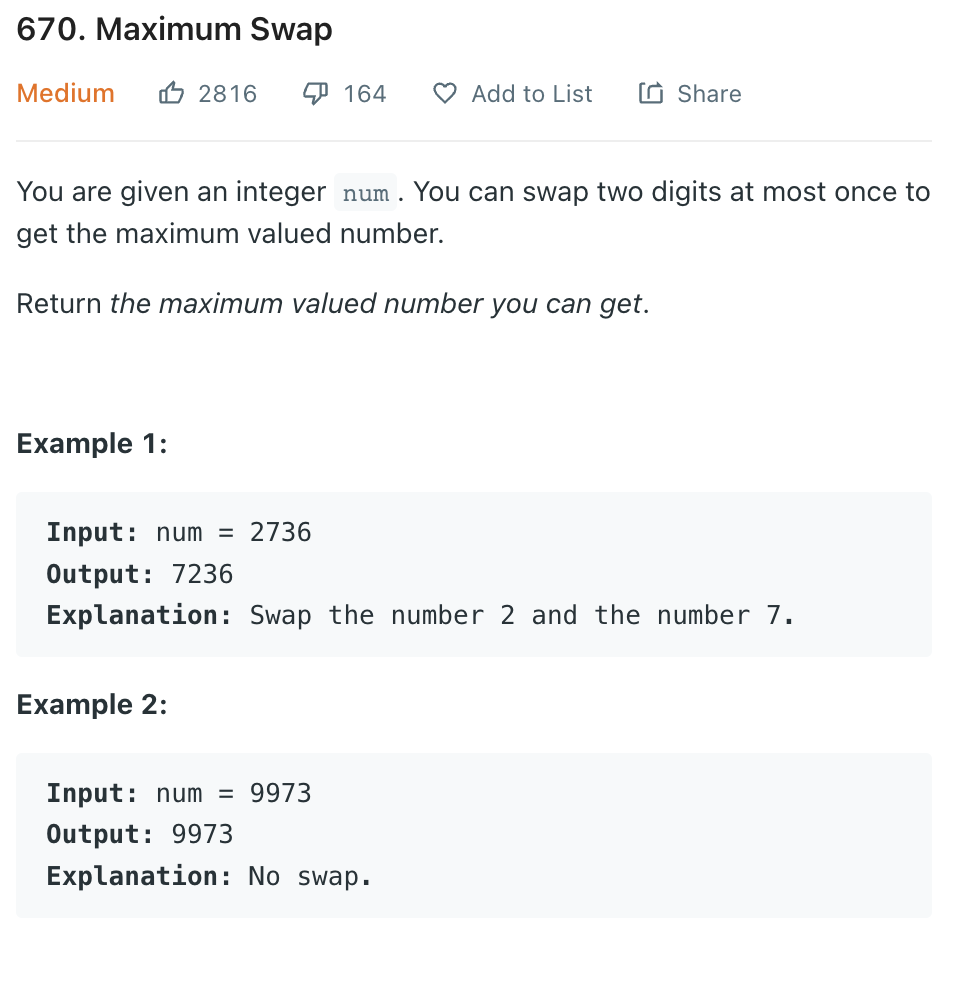 670. Maximum Swap
Medium 2816 164 Add to List Share
You are given an integer num. You can swap two digits at most once to
get the maximum valued number.
Return the maximum valued number you can get.
Example 1:
Input: num = 2736
Output: 7236
Explanation: Swap the number 2 and the number 7.
Example 2:
Input: num = 9973
Output: 9973
Explanation: No swap.